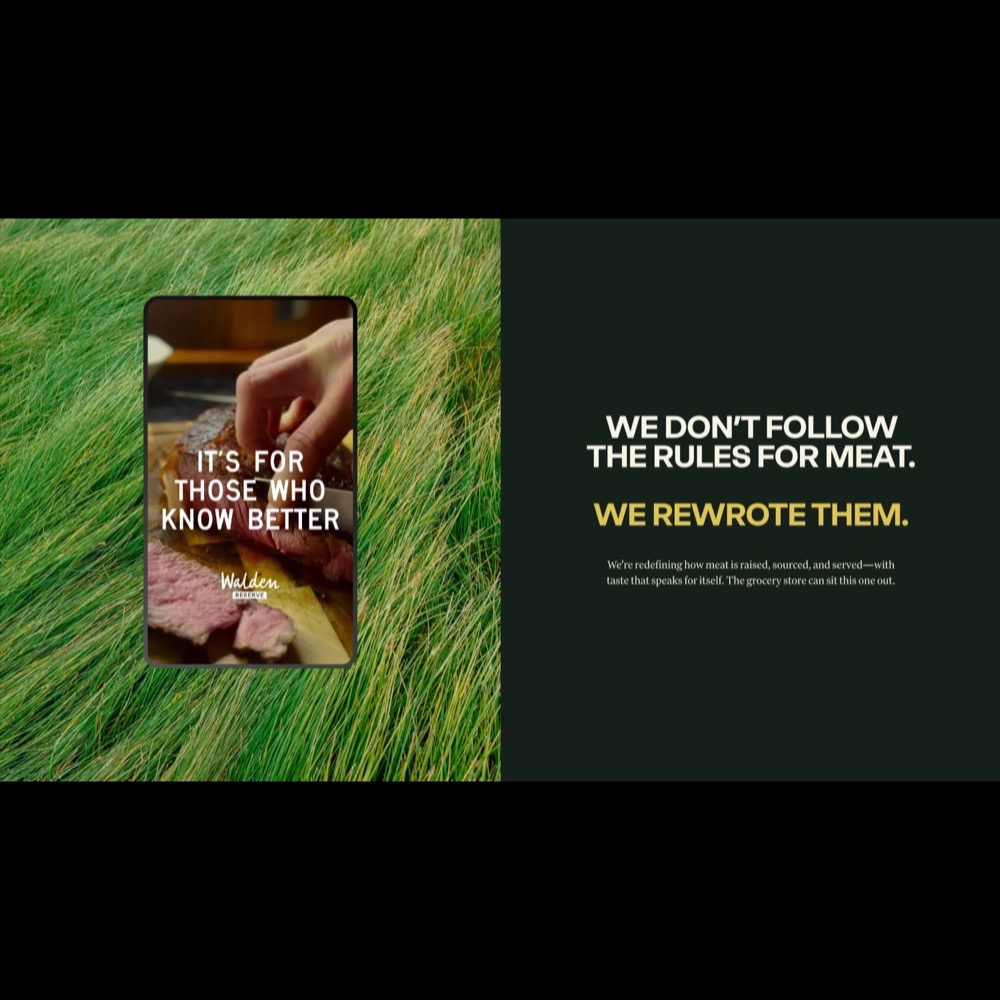 IT'S FOR
THOSE WHO
KNOW BETTER
Walden
RESERVE
WE DON'T FOLLOW
THE RULES FOR MEAT.
WE REWROTE THEM.
We're redefining how meat is raised, sourced, and served—with
taste that speaks for itself. The grocery store can sit this one out.